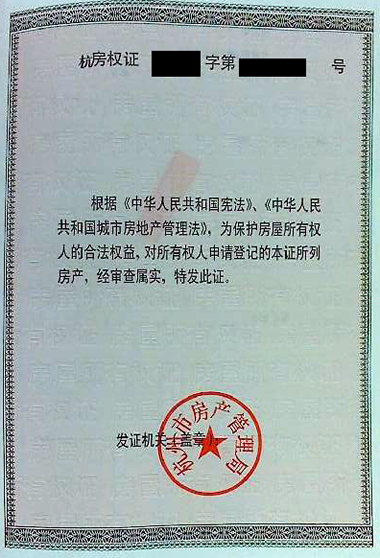 杭房权证 字第 号
根据《中华人民共和国宪法》、《中华人民
共和国城市房地产管理法》，为保护房屋所有权
人的合法权益，对所有权人申请登记的本证所列
房产，经审查属实，特发此证。
发证机关（盖章）
杭州市房产管理局